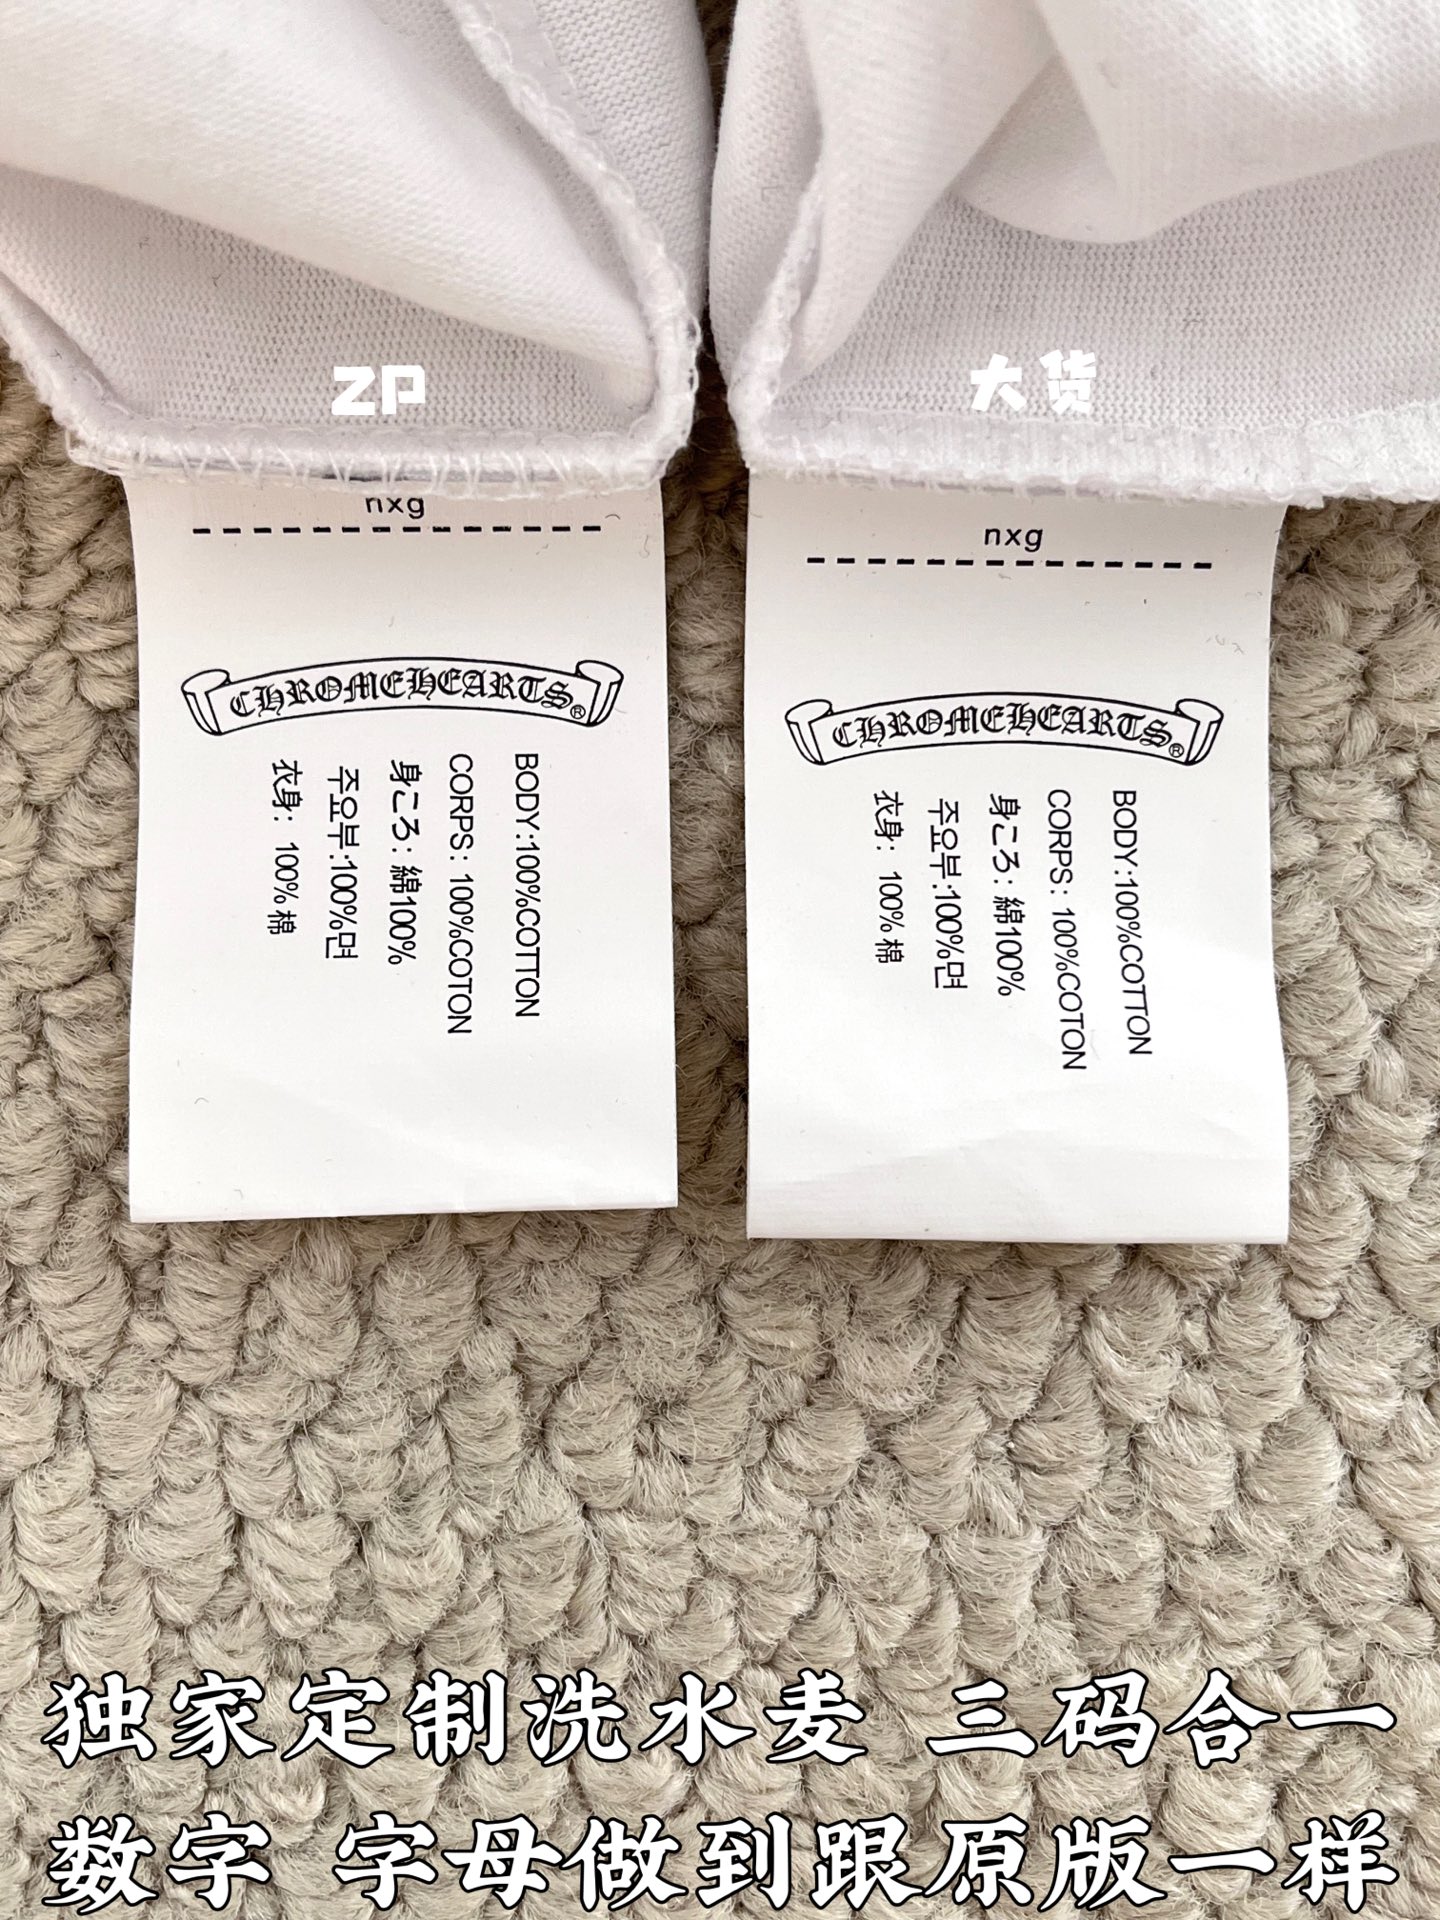 ZP
大货
nxg
CHROMEHEARTS®
BODY:100%COTTON
CORPS: 100%COTON
身ころ: 綿100%
주요부:100%면
衣身: 100%棉
nxg
CHROMEHEARTS®
BODY:100%COTTON
CORPS: 100%COTON
身ころ: 綿100%
주요부:100%면
衣身: 100%棉
独家定制洗水麦 三码合一
数字 字母做到跟原版一样